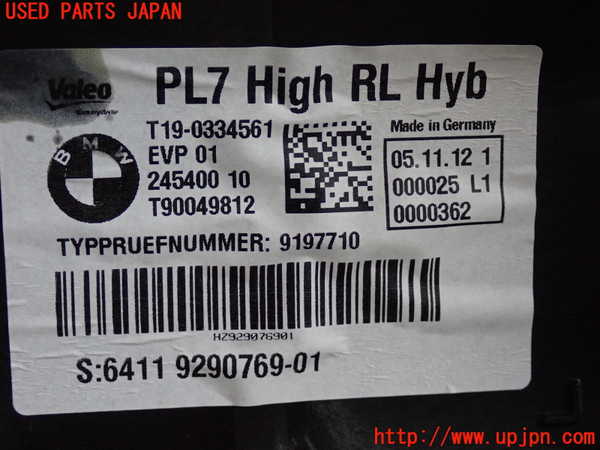 USED PARTS JAPAN
Valeo
PL7 High RL Hyb
T19-0334561
EVP 01
245400 10
T90049812
BMW
Made in Germany
05.11.12 1
000025 L1
0000362
TYPPRUEFNUMMER: 9197710
HZ929076901
S:6411 9290769-01
http://www.upjpn.com/